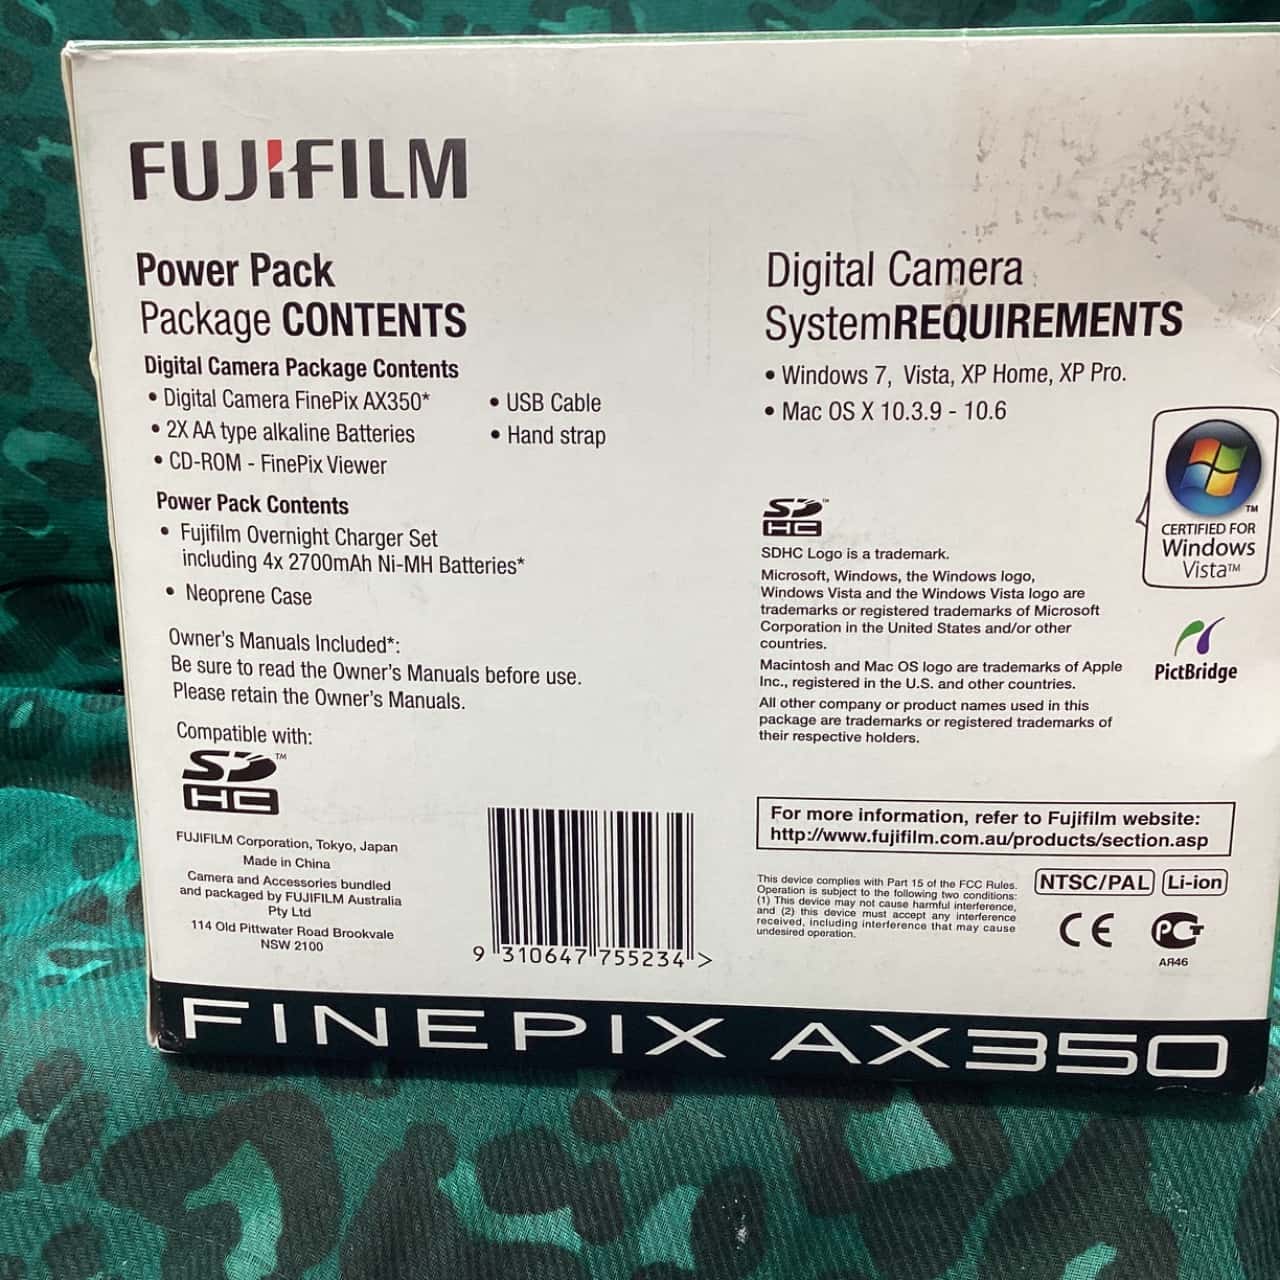 FUJIFILM
Power Pack
Package CONTENTS
Digital Camera Package Contents
• Digital Camera FinePix AX350*
• 2X AA type alkaline Batteries
• CD-ROM - FinePix Viewer
• USB Cable
• Hand strap
Power Pack Contents
• Fujifilm Overnight Charger Set
including 4x 2700mAh Ni-MH Batteries*
• Neoprene Case
Owner's Manuals Included*:
Be sure to read the Owner's Manuals before use.
Please retain the Owner's Manuals.
Compatible with:
SD™
HC
FUJIFILM Corporation, Tokyo, Japan
Made in China
Camera and Accessories bundled
and packaged by FUJIFILM Australia
Pty Ltd
114 Old Pittwater Road Brookvale
NSW 2100
9 310647 755234 >
Digital Camera
SystemREQUIREMENTS
• Windows 7, Vista, XP Home, XP Pro.
• Mac OS X 10.3.9 - 10.6
SD™
HC
SDHC Logo is a trademark.
Microsoft, Windows, the Windows logo,
Windows Vista and the Windows Vista logo are
trademarks or registered trademarks of Microsoft
Corporation in the United States and/or other
countries.
Macintosh and Mac OS logo are trademarks of Apple
Inc., registered in the U.S. and other countries.
All other company or product names used in this
package are trademarks or registered trademarks of
their respective holders.
TM
CERTIFIED FOR
Windows
Vista™
PictBridge
For more information, refer to Fujifilm website:
http://www.fujifilm.com.au/products/section.asp
This device complies with Part 15 of the FCC Rules.
Operation is subject to the following two conditions:
(1) This device may not cause harmful interference,
and (2) this device must accept any interference
received, including interference that may cause
undesired operation.
NTSC/PAL
Li-ion
CE
PCT
АЯ46
FINEPIX AX350